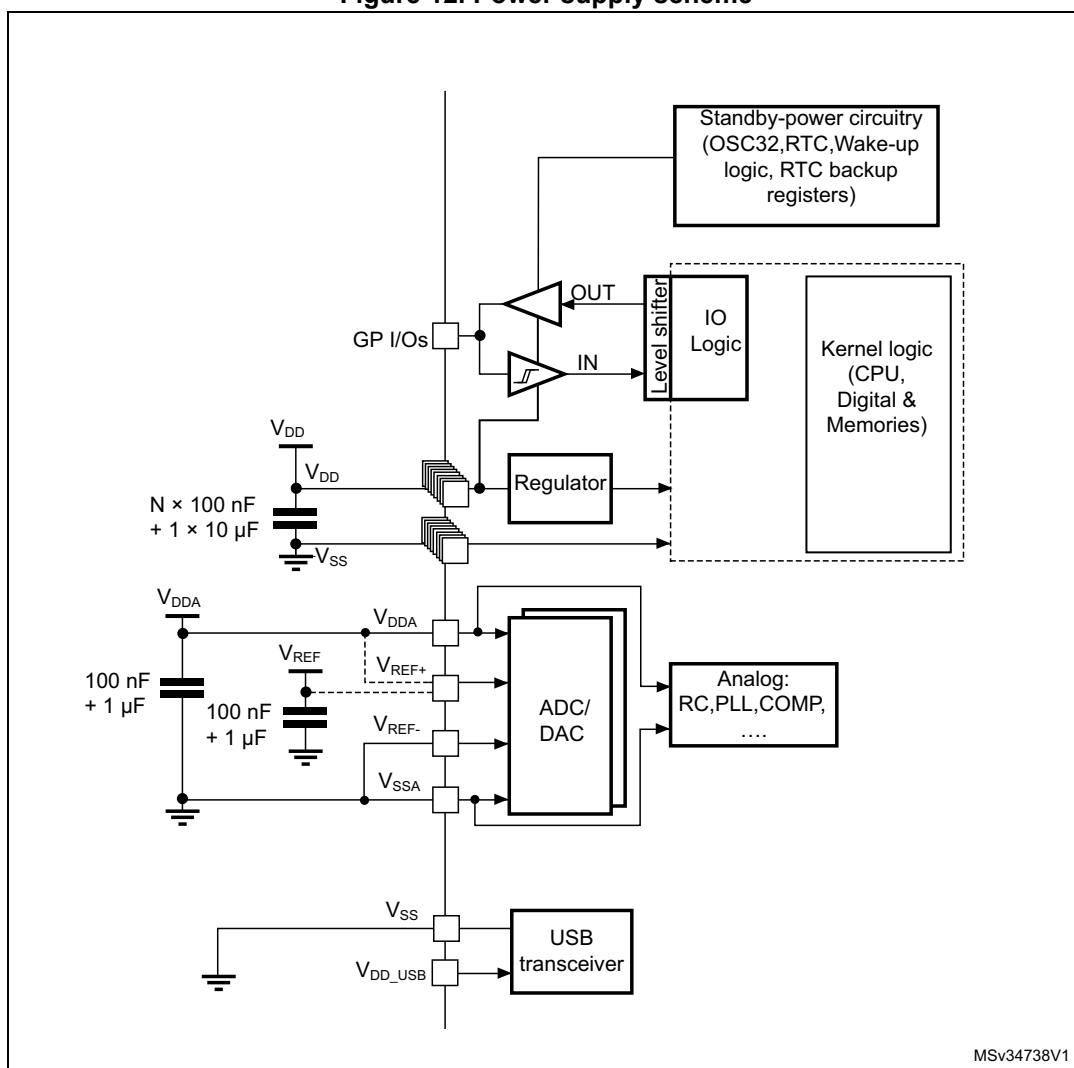 Figure 12. Power supply scheme
Standby-power circuitry
(OSC32,RTC,Wake-up
logic, RTC backup
registers)
OUT
GP I/Os
IN
Level shifter
IO
Logic
Kernel logic
(CPU,
Digital &
Memories)
VDD
VDD
N × 100 nF
+ 1 × 10 µF
VSS
Regulator
VDDA
VDDA
VREF
VREF+
100 nF
+ 1 µF
100 nF
+ 1 µF
VREF-
VSSA
ADC/
DAC
Analog:
RC,PLL,COMP,
….
VSS
VDD_USB
USB
transceiver
MSv34738V1